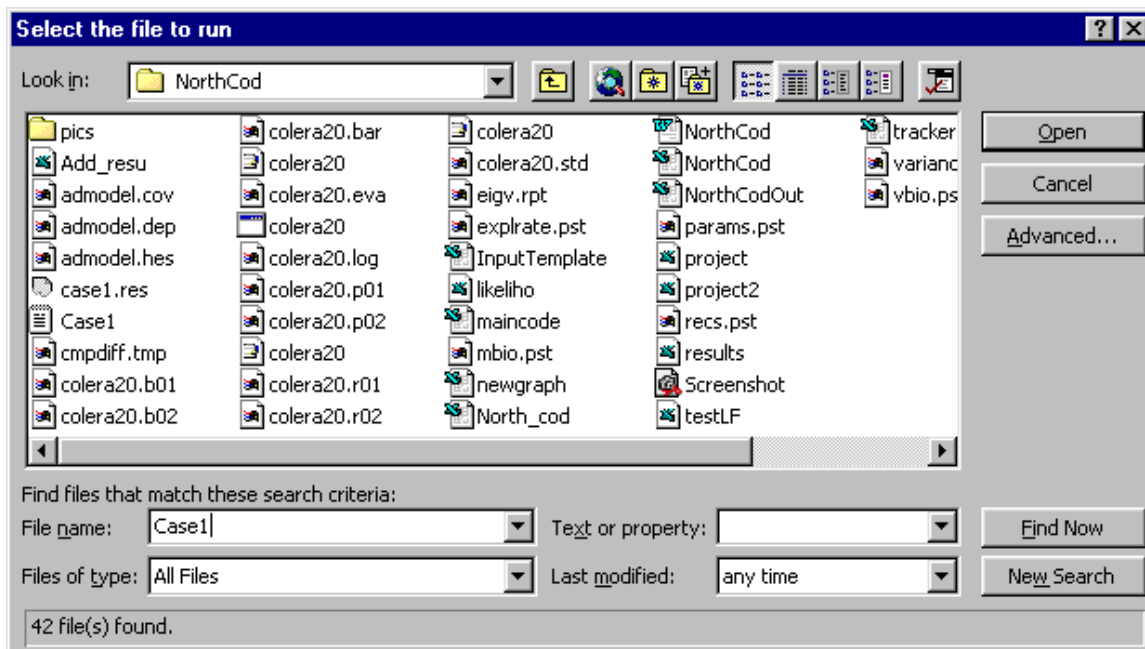 Select the file to run
Look in: NorthCod
pics colera20.bar colera20 NorthCod tracker
Add_resu colera20 colera20.std NorthCod varianc
admodel.cov colera20.eva eigv.rpt NorthCodOut vbio.ps
admodel.dep colera20 explrate.pst params.pst
admodel.hes colera20.log InputTemplate project
case1.res colera20.p01 likeliho project2
Case1 colera20.p02 maincode recs.pst
cmpdiff.tmp colera20 mbio.pst results
colera20.b01 colera20.r01 newgraph Screenshot
colera20.b02 colera20.r02 North_cod testLF
Open
Cancel
Advanced...
Find files that match these search criteria:
File name: Case1 Text or property: Find Now
Files of type: All Files Last modified: any time New Search
42 file(s) found.